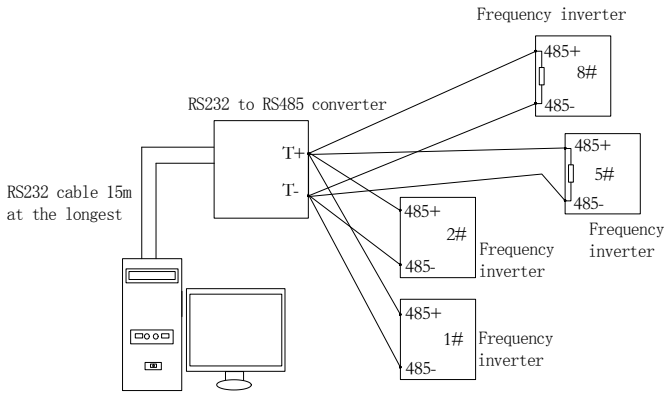 Frequency inverter
485+
8#
485-
RS232 to RS485 converter
T+
T-
485+
5#
485-
Frequency
inverter
RS232 cable 15m
at the longest
485+
2#
485-
Frequency
inverter
485+
1#
485-
Frequency
inverter